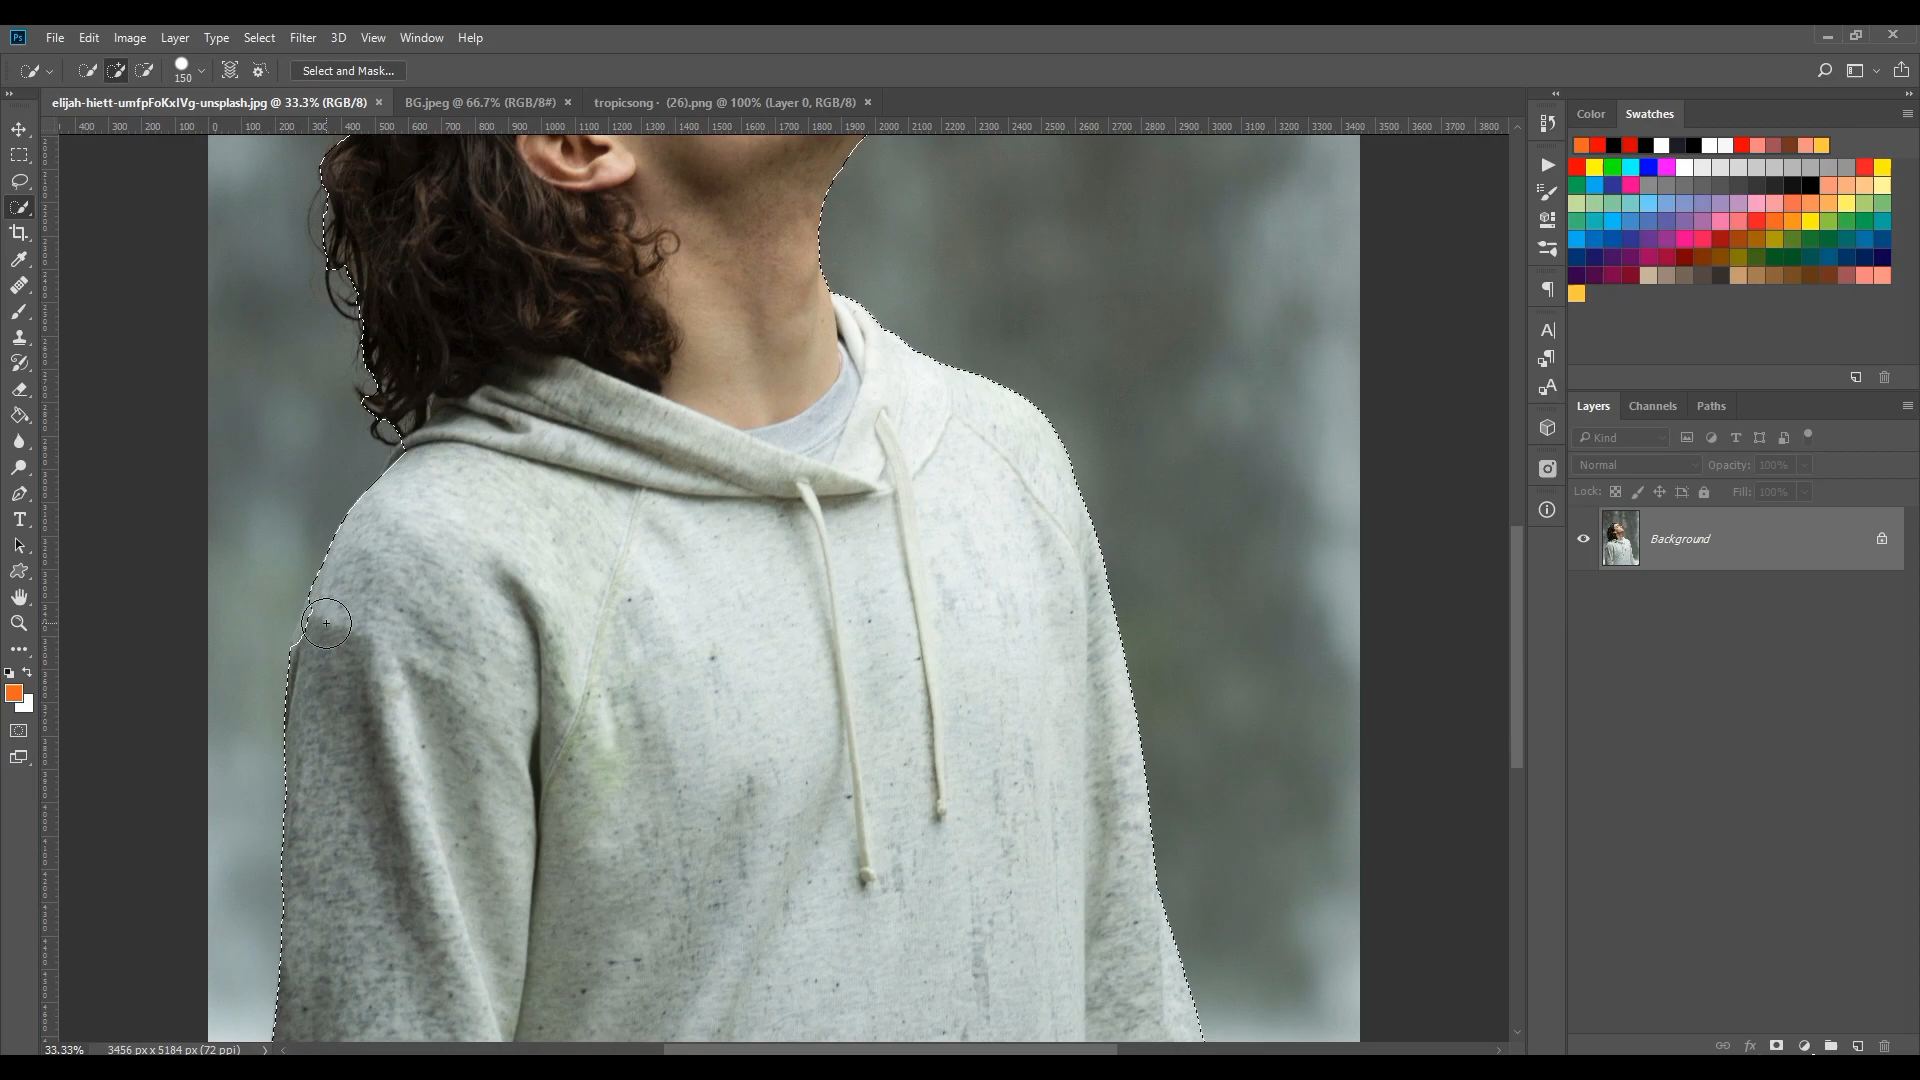 Ps File Edit Image Layer Type Select Filter 3D View Window Help
150 Select and Mask...
elijah-hiett-umfpFoKxIVg-unsplash.jpg @ 33.3% (RGB/8) × BG.jpeg @ 66.7% (RGB/8#) × tropicsong · (26).png @ 100% (Layer 0, RGB/8) ×
400 300 200 100 0 100 200 300 400 500 600 700 800 900 1000 1100 1200 1300 1400 1500 1600 1700 1800 1900 2000 2100 2200 2300 2400 2500 2600 2700 2800 2900 3000 3100 3200 3300 3400 3500 3600 3700 3800
Color Swatches
Layers Channels Paths
Kind
Normal Opacity: 100%
Lock: Fill: 100%
Background
33.33% 3456 px x 5184 px (72 ppi)